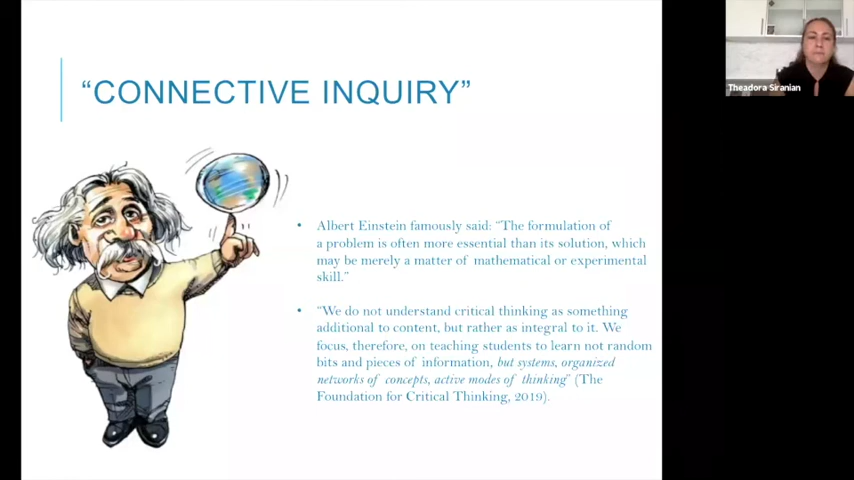 “CONNECTIVE INQUIRY”
• Albert Einstein famously said: “The formulation of
a problem is often more essential than its solution, which
may be merely a matter of mathematical or experimental
skill.”
• “We do not understand critical thinking as something
additional to content, but rather as integral to it. We
focus, therefore, on teaching students to learn not random
bits and pieces of information, but systems, organized
networks of concepts, active modes of thinking” (The
Foundation for Critical Thinking, 2019).
Theadora Siranian